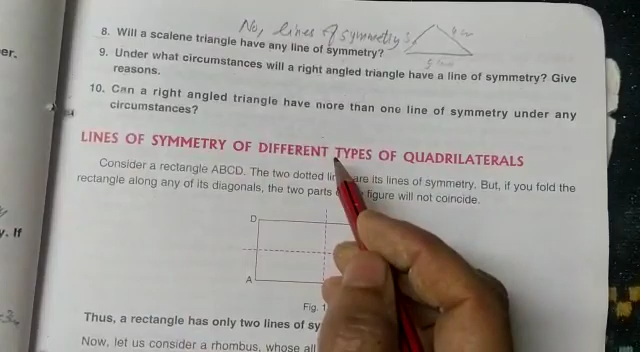 No, lines of symmetry
8. Will a scalene triangle have any line of symmetry?
er.
9. Under what circumstances will a right angled triangle have a line of symmetry? Give
reasons.
10. Can a right angled triangle have more than one line of symmetry under any
circumstances?
LINES OF SYMMETRY OF DIFFERENT TYPES OF QUADRILATERALS
Consider a rectangle ABCD. The two dotted are its lines of symmetry. But, if you fold the
rectangle along any of its diagonals, the two parts figure will not coincide.
y. If
D
A
Fig. 1
Thus, a rectangle has only two lines of sy
Now, let us consider a rhombus, whose all